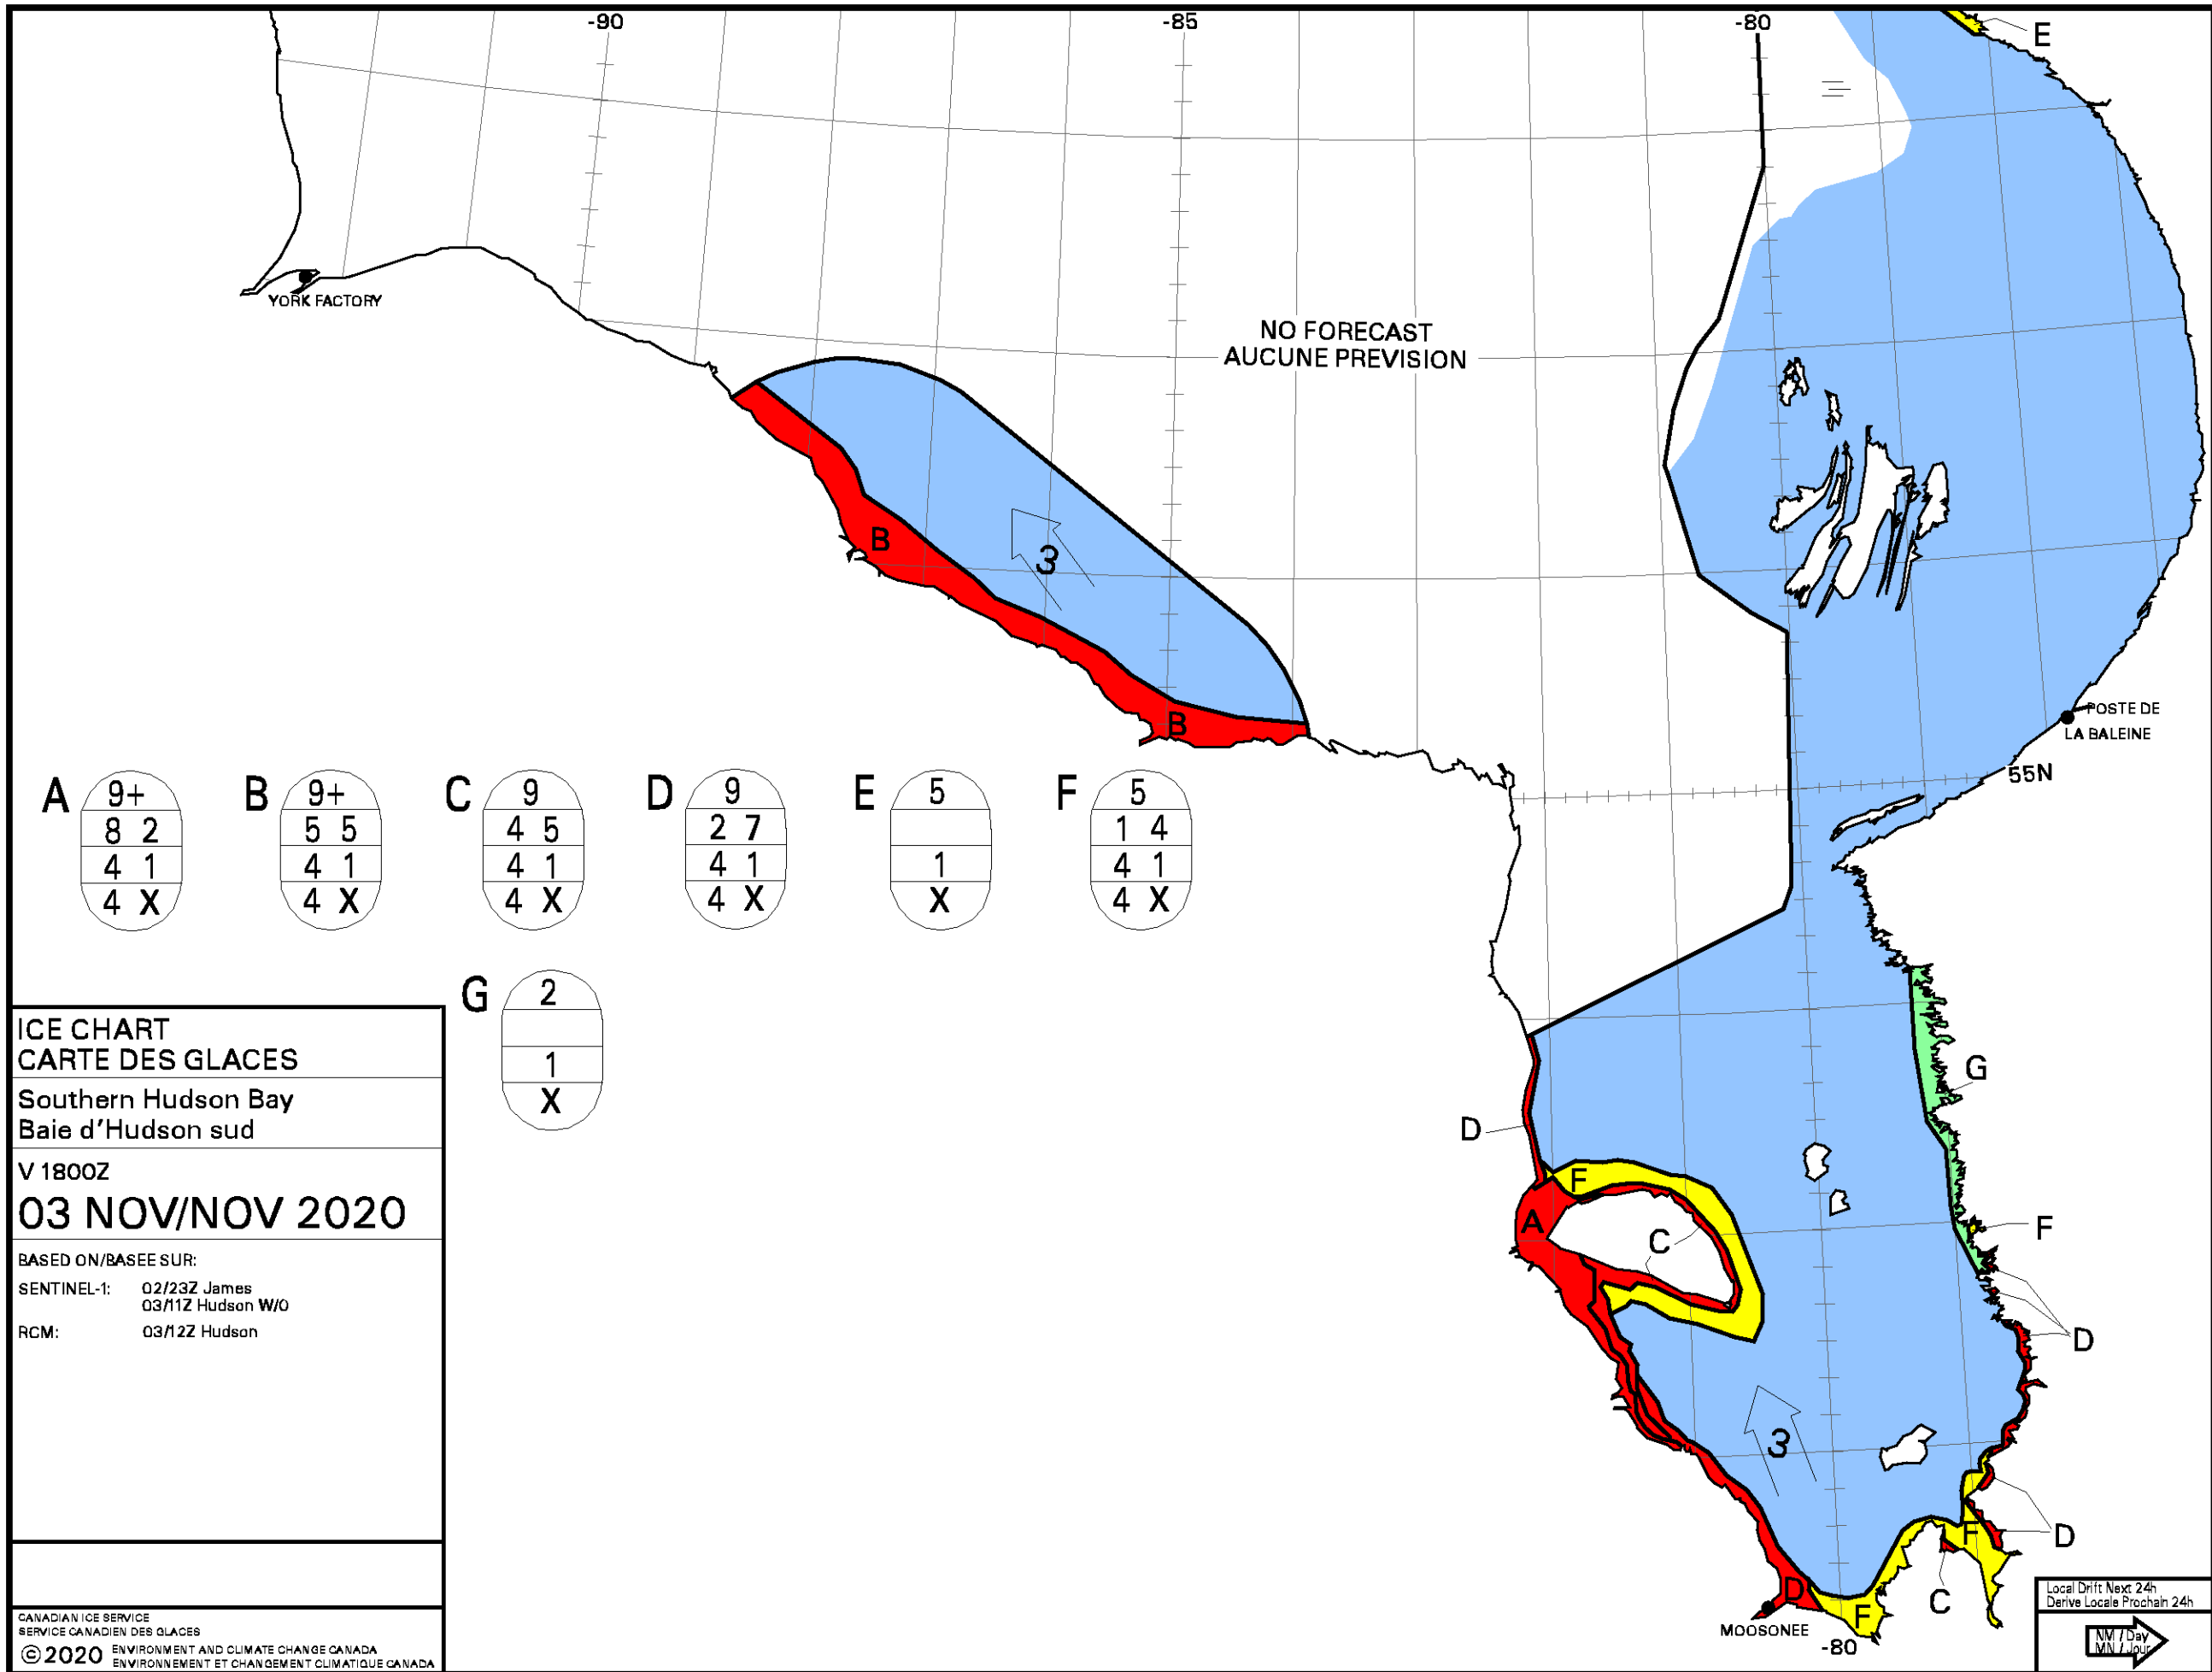 -90
-85
-80
E
YORK FACTORY
NO FORECAST
AUCUNE PREVISION
B
3
B
POSTE DE
LA BALEINE
55N
A
9+
8 2
4 1
4 X
B
9+
5 5
4 1
4 X
C
9
4 5
4 1
4 X
D
9
2 7
4 1
4 X
E
5
1
X
F
5
1 4
4 1
4 X
G
2
1
X
ICE CHART
CARTE DES GLACES
Southern Hudson Bay
Baie d'Hudson sud
V 1800Z
03 NOV/NOV 2020
BASED ON/BASEE SUR:
SENTINEL-1: 02/23Z James
03/11Z Hudson W/O
RCM: 03/12Z Hudson
CANADIAN ICE SERVICE
SERVICE CANADIEN DES GLACES
©2020 ENVIRONMENT AND CLIMATE CHANGE CANADA
ENVIRONNEMENT ET CHANGEMENT CLIMATIQUE CANADA
G
D
F
A
C
F
D
3
D
F
D
C
F
MOOSONEE
-80
Local Drift Next 24h
Derive Locale Prochain 24h
NM / Day
MN / Jour